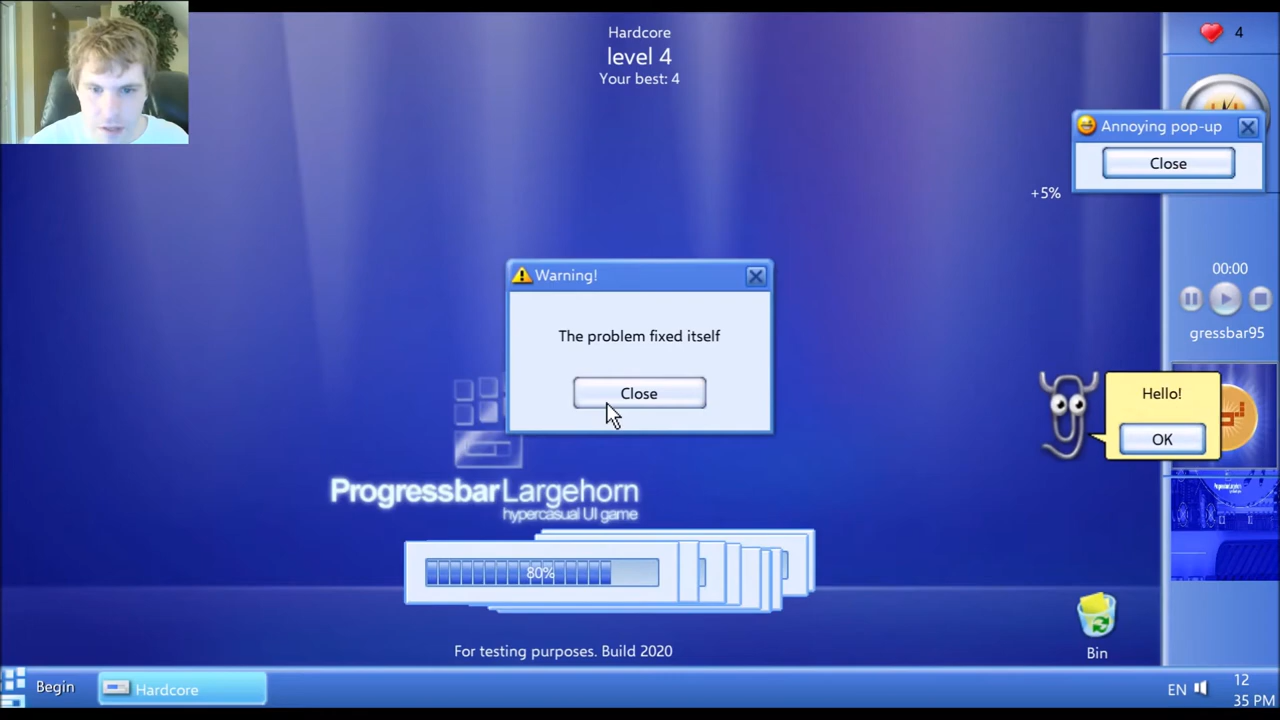 Hardcore
level 4
Your best: 4
4
Annoying pop-up
Close
+5%
Warning!
The problem fixed itself
Close
00:00
gressbar95
Hello!
OK
ProgressbarLargehorn
hypercasual UI game
80%
For testing purposes. Build 2020
Bin
Begin
Hardcore
EN
12
35 PM